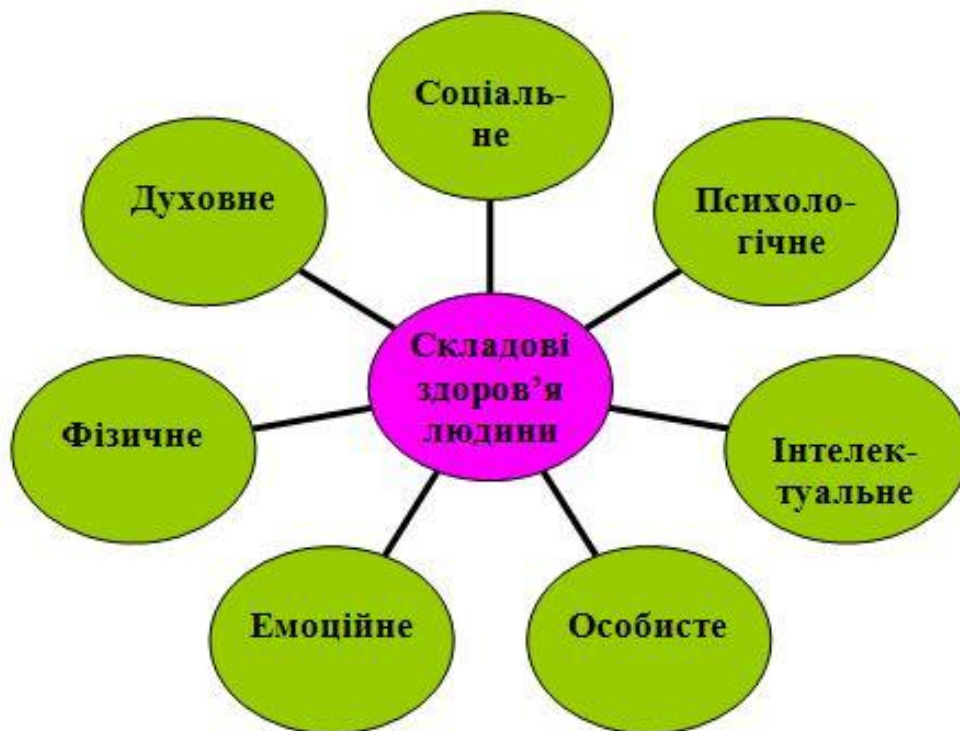 Соціаль-
не
Духовне
Психоло-
гічне
Складові
здоров’я
людини
Фізичне
Інтелек-
туальне
Емоційне
Особисте